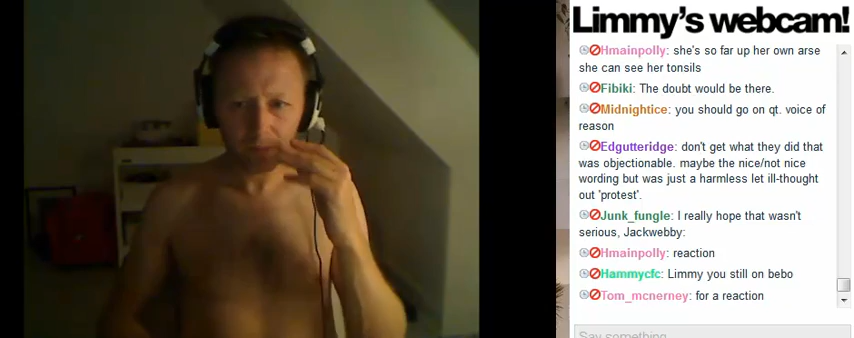 Limmy's webcam!
Hmainpolly: she's so far up her own arse
she can see her tonsils
Fibiki: The doubt would be there.
Midnightice: you should go on qt. voice of
reason
Edgutteridge: don't get what they did that
was objectionable. maybe the nice/not nice
wording but was just a harmless let ill-thought
out 'protest'.
Junk_fungle: I really hope that wasn't
serious, Jackwebby:
Hmainpolly: reaction
Hammycfc: Limmy you still on bebo
Tom_mcnerney: for a reaction
Say something...